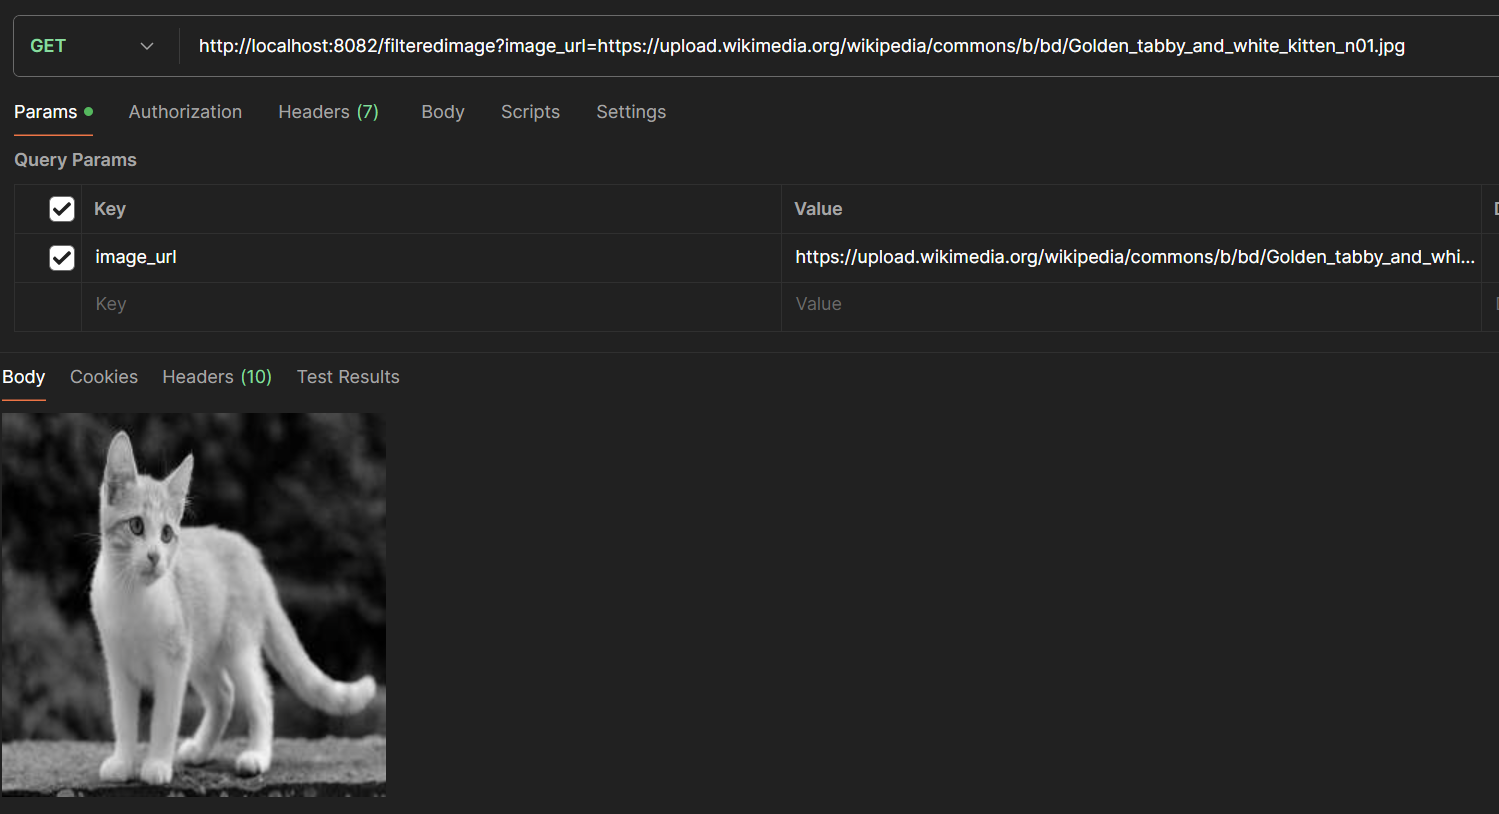 GET http://localhost:8082/filteredimage?image_url=https://upload.wikimedia.org/wikipedia/commons/b/bd/Golden_tabby_and_white_kitten_n01.jpg
Params Authorization Headers (7) Body Scripts Settings
Query Params
Key Value
image_url https://upload.wikimedia.org/wikipedia/commons/b/bd/Golden_tabby_and_whi...
Key Value
Body Cookies Headers (10) Test Results